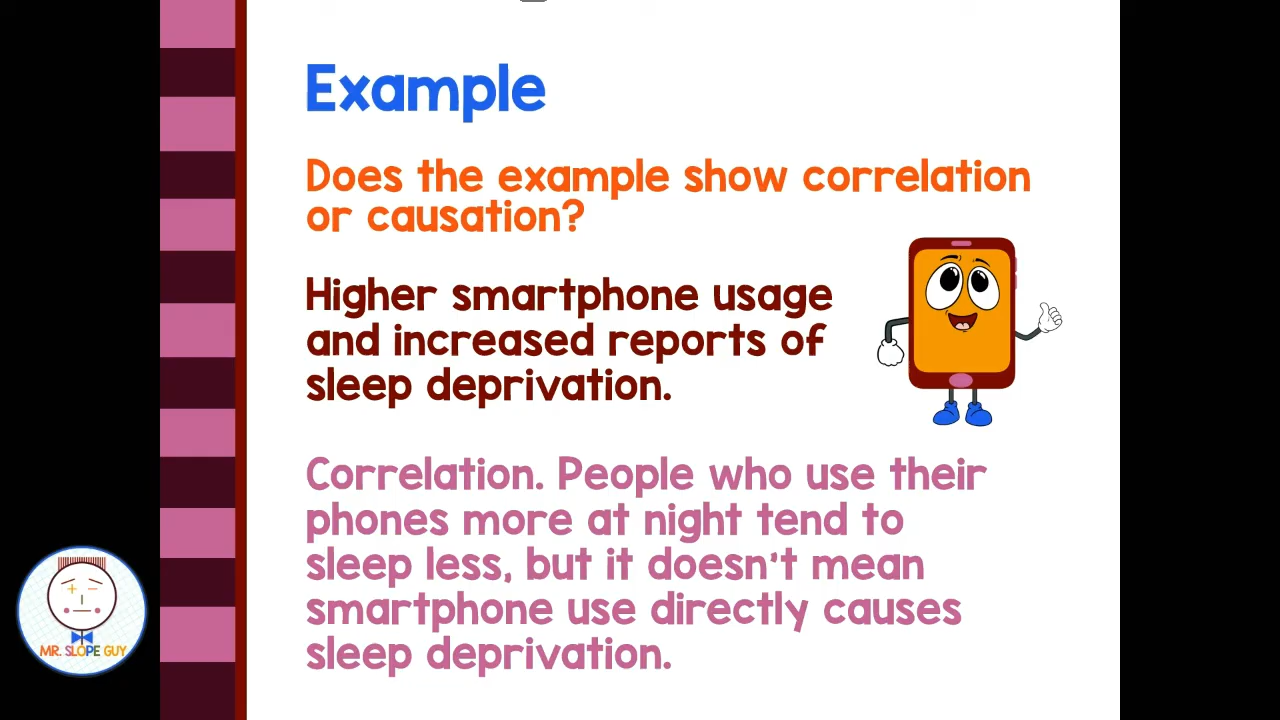 Example
Does the example show correlation
or causation?
Higher smartphone usage
and increased reports of
sleep deprivation.
Correlation. People who use their
phones more at night tend to
sleep less, but it doesn't mean
smartphone use directly causes
sleep deprivation.
MR. SLOPE GUY